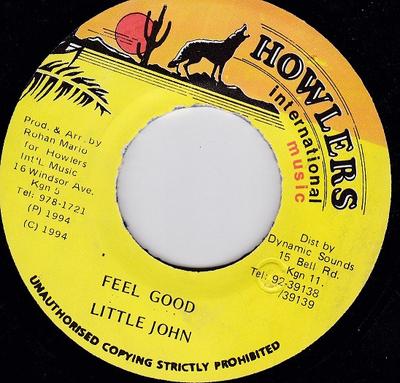 HOWLERS
international
music
Prod. & Arr. by
Rohan Mario
for Howlers
Int'L Music
16 Windsor Ave.
Kgn 5
Tel: 978-1721
(P) 1994
(C) 1994
Dist by
Dynamic Sounds
15 Bell Rd.
Kgn 11.
Tel: 92-39138
/39139
FEEL GOOD
LITTLE JOHN
UNAUTHORISED COPYING STRICTLY PROHIBITED